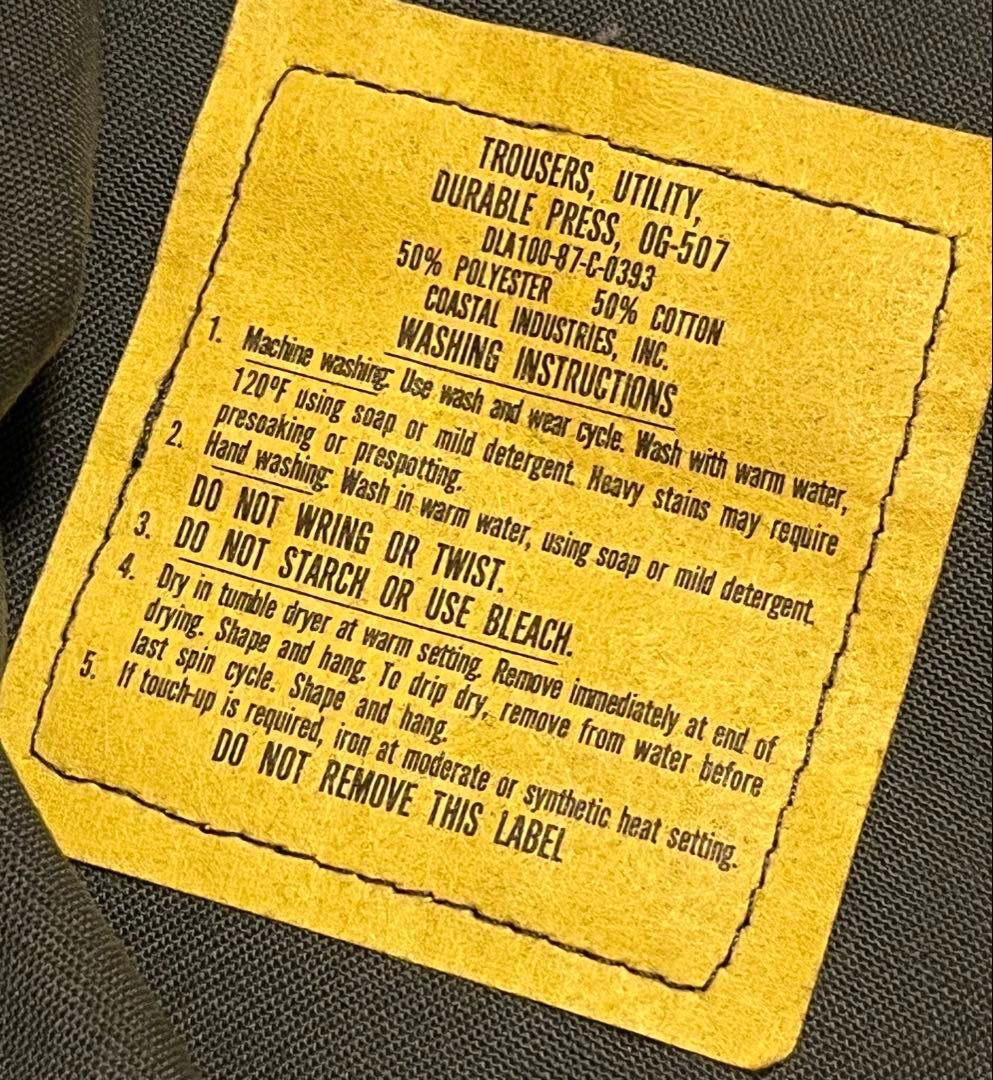 TROUSERS, UTILITY,
DURABLE PRESS, OG-507
DLA100-87-C-0393
50% POLYESTER 50% COTTON
COASTAL INDUSTRIES, INC.
WASHING INSTRUCTIONS
1. Machine washing: Use wash and wear cycle. Wash with warm water,
120°F using soap or mild detergent. Heavy stains may require
presoaking or prespotting.
2. Hand washing: Wash in warm water, using soap or mild detergent.
DO NOT WRING OR TWIST.
3. DO NOT STARCH OR USE BLEACH.
4. Dry in tumble dryer at warm setting. Remove immediately at end of
drying. Shape and hang. To drip dry, remove from water before
last spin cycle. Shape and hang.
5. If touch-up is required, iron at moderate or synthetic heat setting.
DO NOT REMOVE THIS LABEL